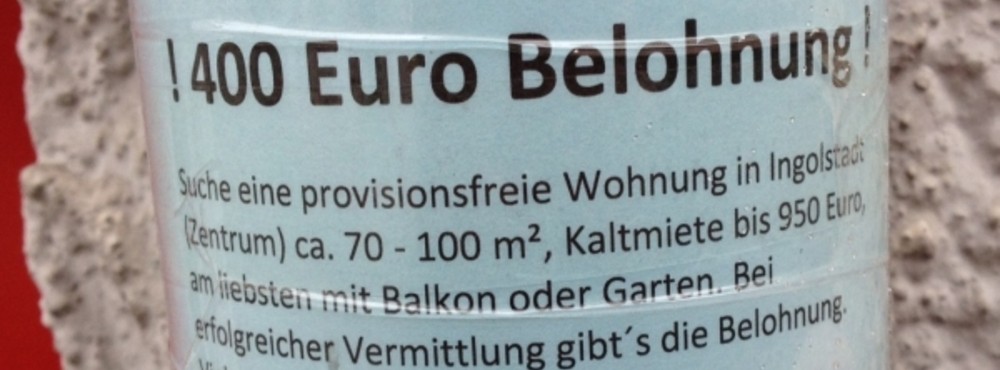 ! 400 Euro Belohnung !
Suche eine provisionsfreie Wohnung in Ingolstadt
(Zentrum) ca. 70 - 100 m², Kaltmiete bis 950 Euro,
am liebsten mit Balkon oder Garten. Bei
erfolgreicher Vermittlung gibt´s die Belohnung.